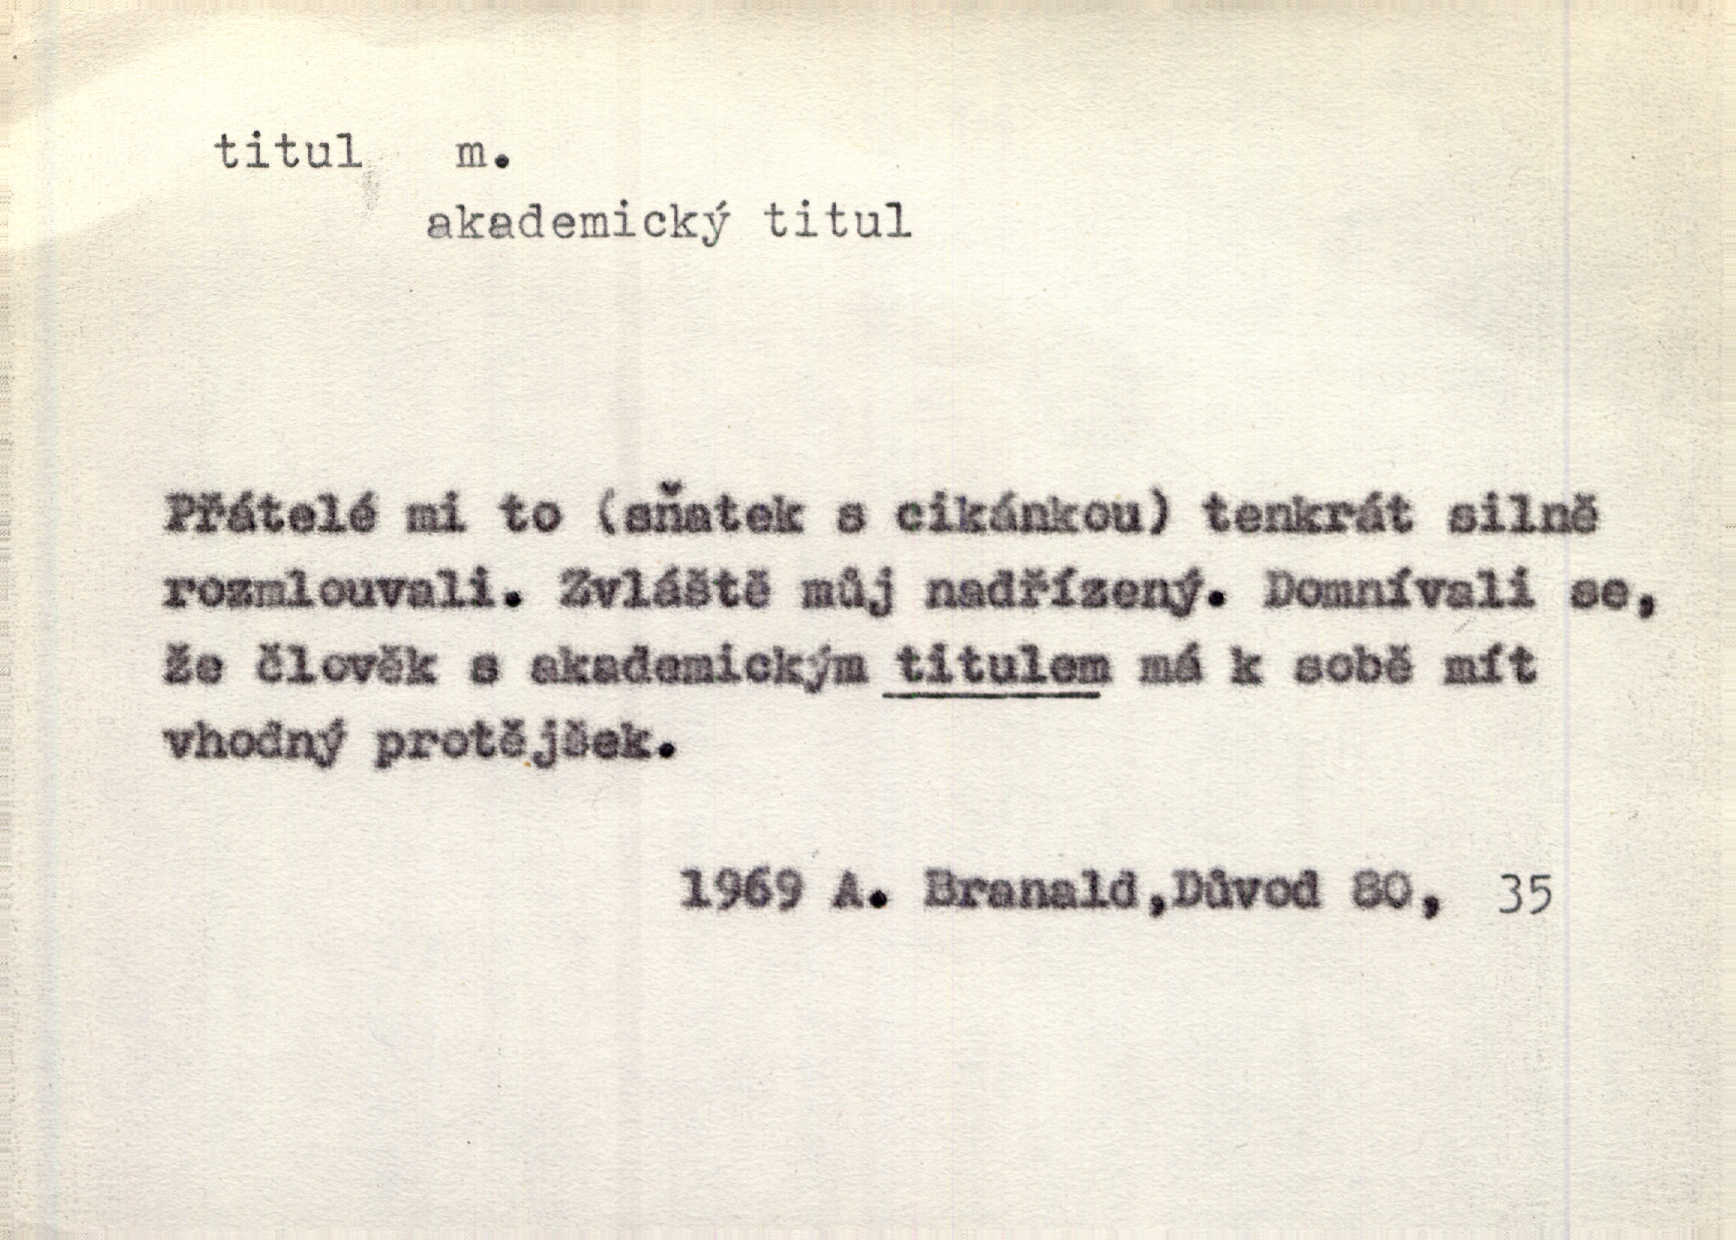 titul m.
akademický titul
Přátelé mi to (sňatek s cikánkou) tenkrát silně
rozmlouvali. Zvláště můj nadřízený. Domnívali se,
že člověk s akademickým titulem má k sobě mít
vhodný protějšek.
1969 A. Branald,Důvod 80, 35